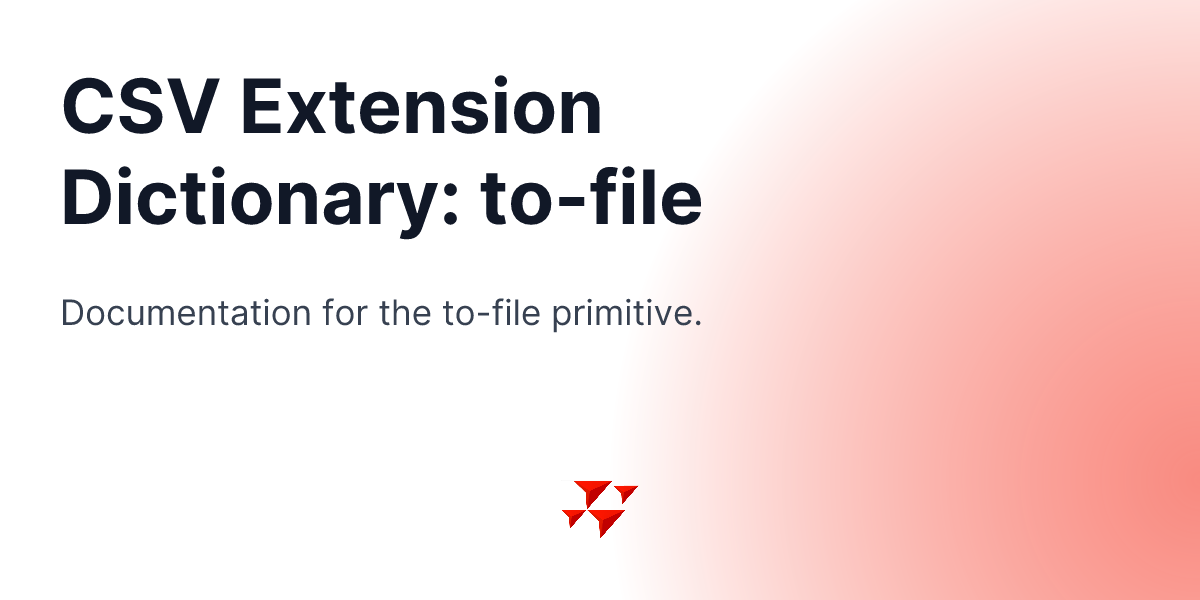 CSV Extension
Dictionary: to-file
Documentation for the to-file primitive.